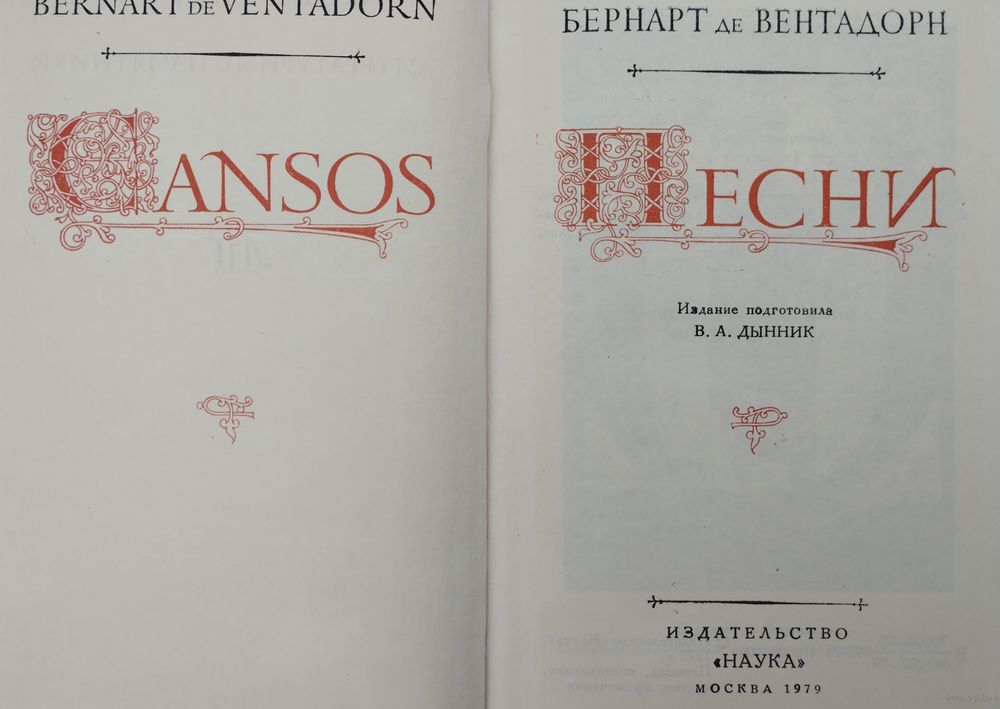 BERNART DE VENTADORN
CANSOS
БЕРНАРТ ДЕ ВЕНТАДОРН
ПЕСНИ
Издание подготовила
В. А. ДЫННИК
ИЗДАТЕЛЬСТВО
«НАУКА»
МОСКВА 1979